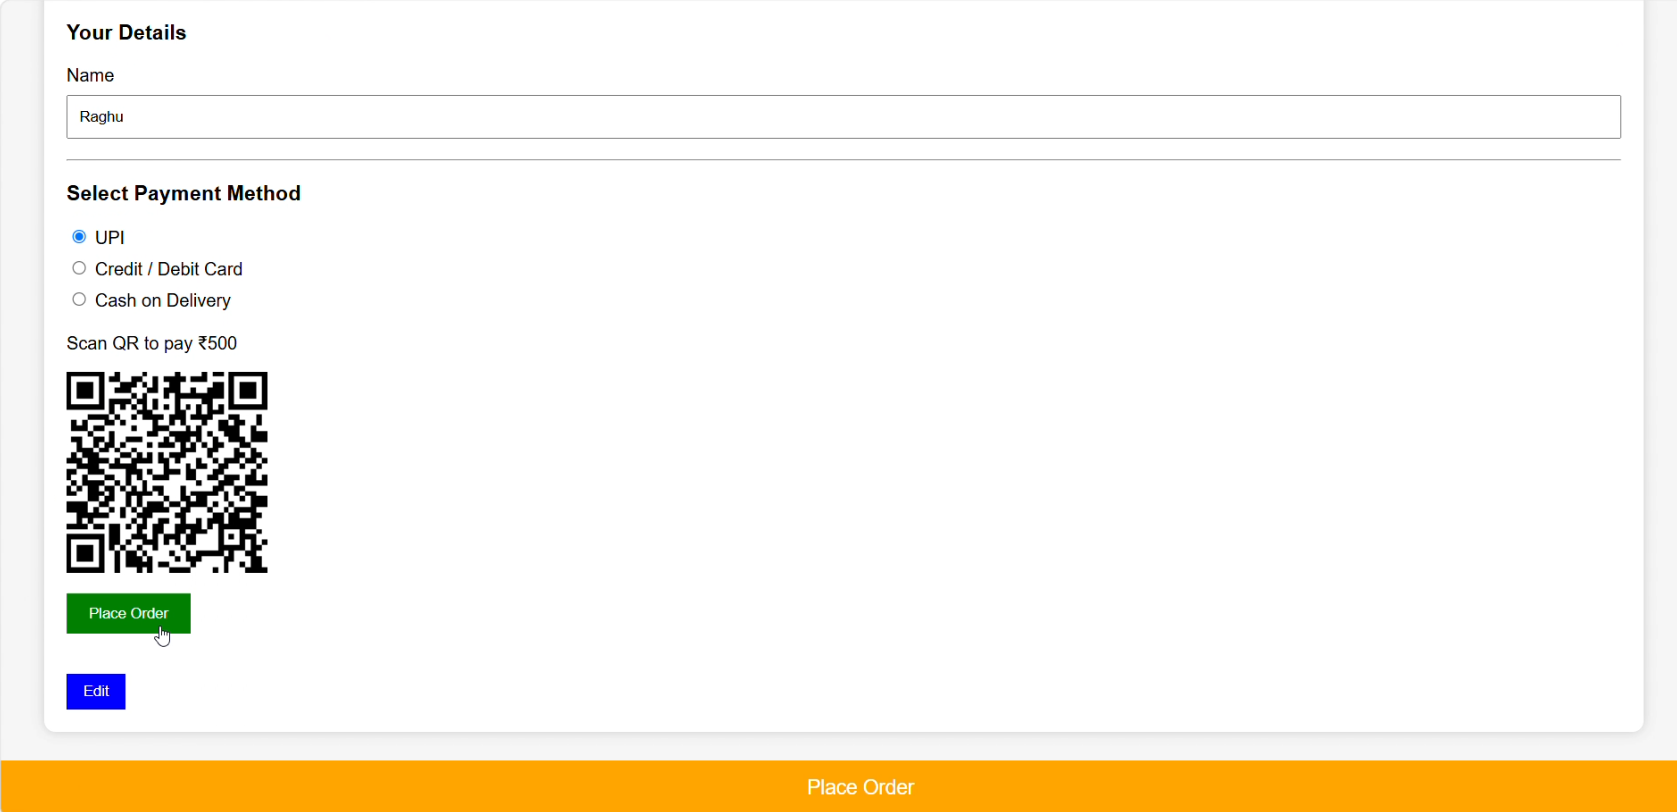 Your Details
Name
Raghu
Select Payment Method
UPI
Credit / Debit Card
Cash on Delivery
Scan QR to pay ₹500
Place Order
Edit
Place Order